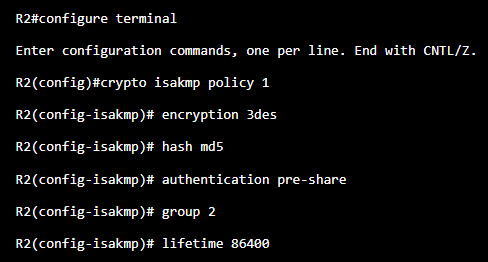 R2#configure terminal
Enter configuration commands, one per line. End with CNTL/Z.
R2(config)#crypto isakmp policy 1
R2(config-isakmp)# encryption 3des
R2(config-isakmp)# hash md5
R2(config-isakmp)# authentication pre-share
R2(config-isakmp)# group 2
R2(config-isakmp)# lifetime 86400